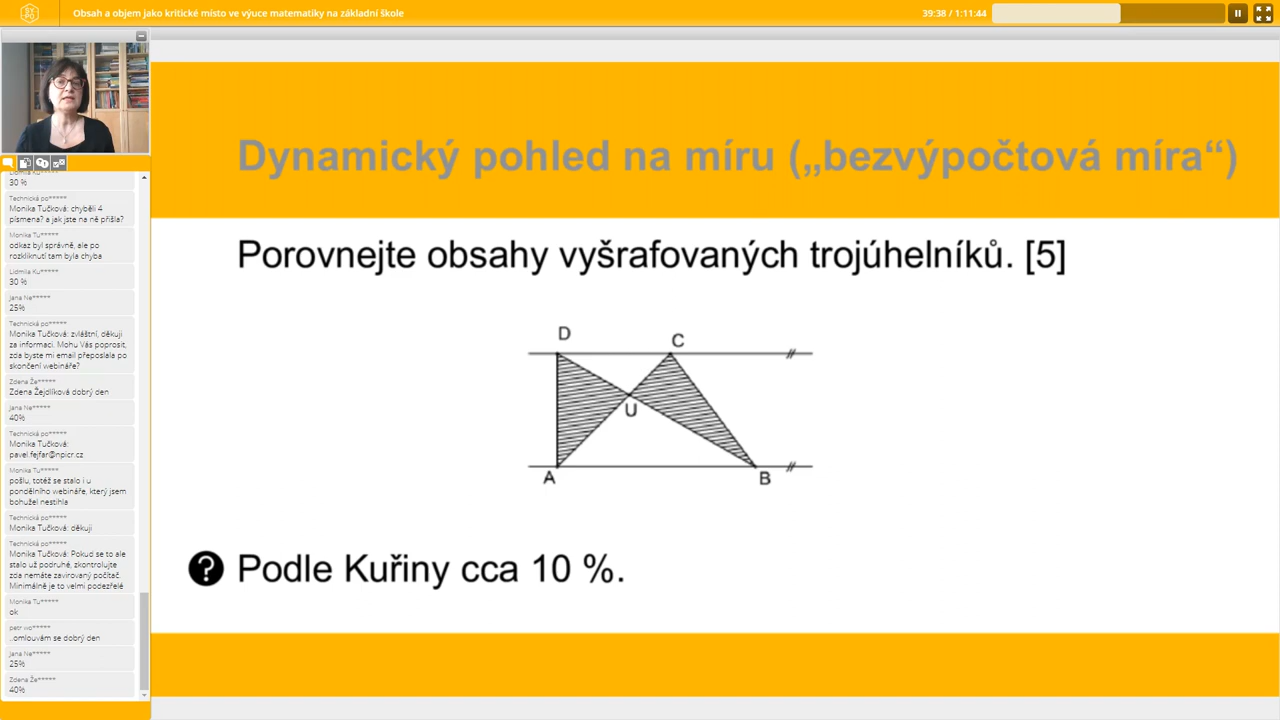 Obsah a objem jako kritické místo ve výuce matematiky na základní škole
39:38 / 1:11:44
30 %
Technická po*****
Monika Tučková: chyběli 4
písmena? a jak jste na ně přišla?
Monika Tu*****
odkaz byl správně, ale po
rozkliknutí tam byla chyba
Lidmila Ku*****
30 %
Jana Ne*****
25%
Technická po*****
Monika Tučková: zvláštní, děkuji
za informaci. Mohu Vás poprosit,
zda byste mi email přeposlala po
skončení webináře?
Zdena Že*****
Zdena Žejdlíková dobrý den
Jana Ne*****
40%
Technická po*****
Monika Tučková:
pavel.fejfar@npicr.cz
Monika Tu*****
pošlu, totéž se stalo i u
pondělního webináře, který jsem
bohužel nestihla
Technická po*****
Monika Tučková: děkuji
Technická po*****
Monika Tučková: Pokud se to ale
stalo už podruhé, zkontrolujte
zda nemáte zavirovaný počítač.
Minimálně je to velmi podezřelé
Monika Tu*****
ok
petr wo*****
..omlouvám se dobrý den
Jana Ne*****
25%
Zdena Že*****
40%
Dynamický pohled na míru („bezvýpočtová míra“)
Porovnejte obsahy vyšrafovaných trojúhelníků. [5]
D
C
U
A
B
? Podle Kuřiny cca 10 %.